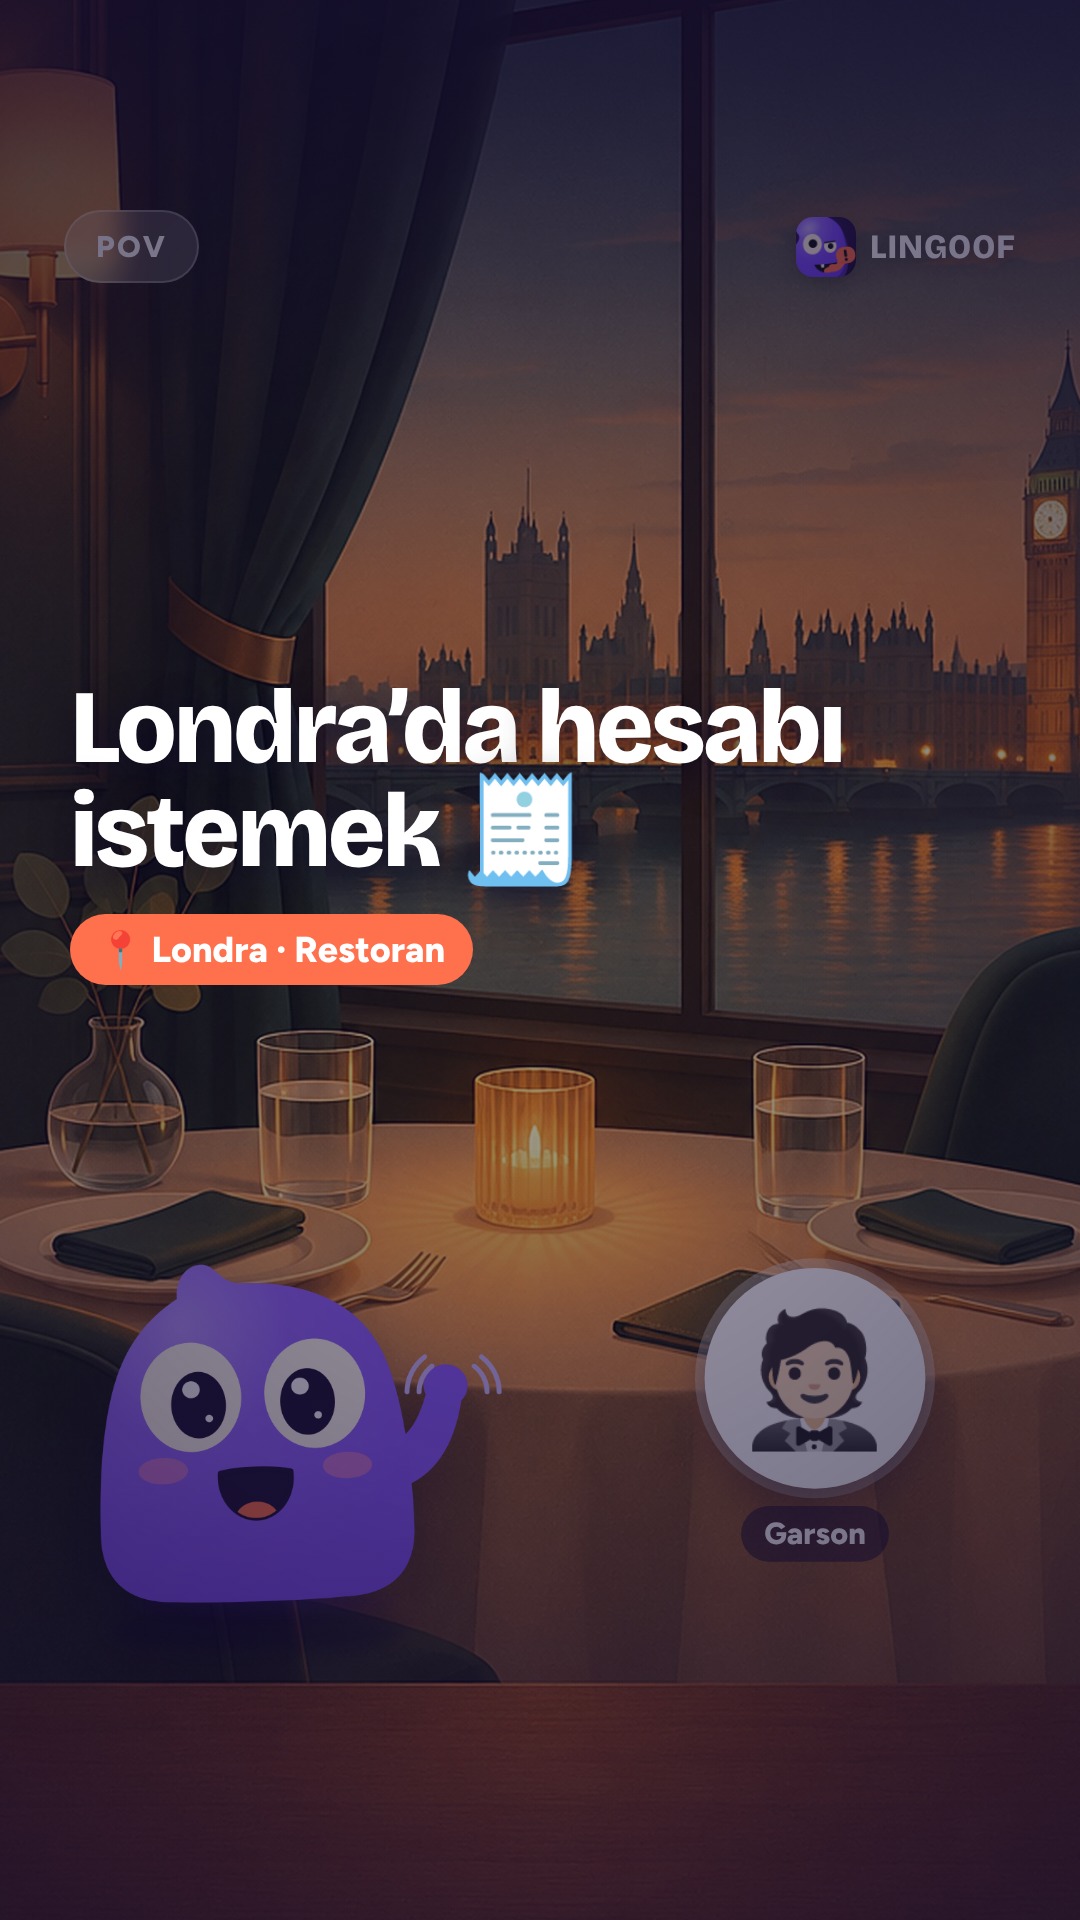 POV
LINGOOF
Londra’da hesabı
istemek
Londra · Restoran
Garson